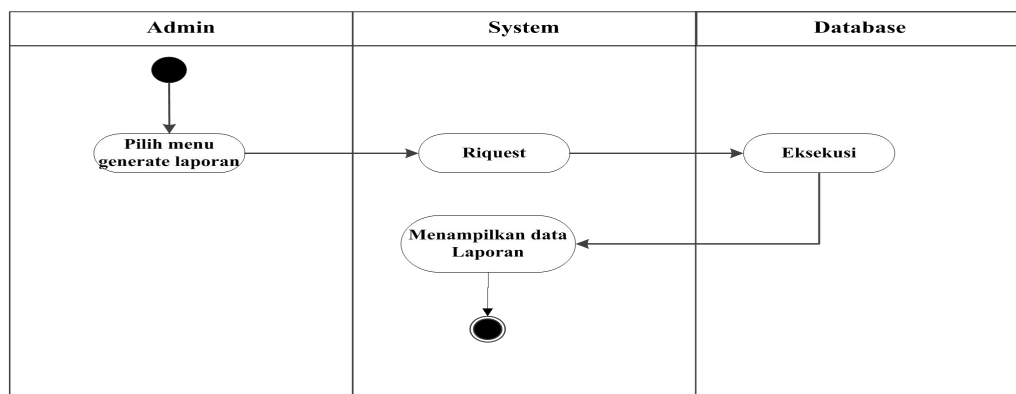 Admin
System
Database
Pilih menu
generate laporan
Riquest
Eksekusi
Menampilkan data
Laporan